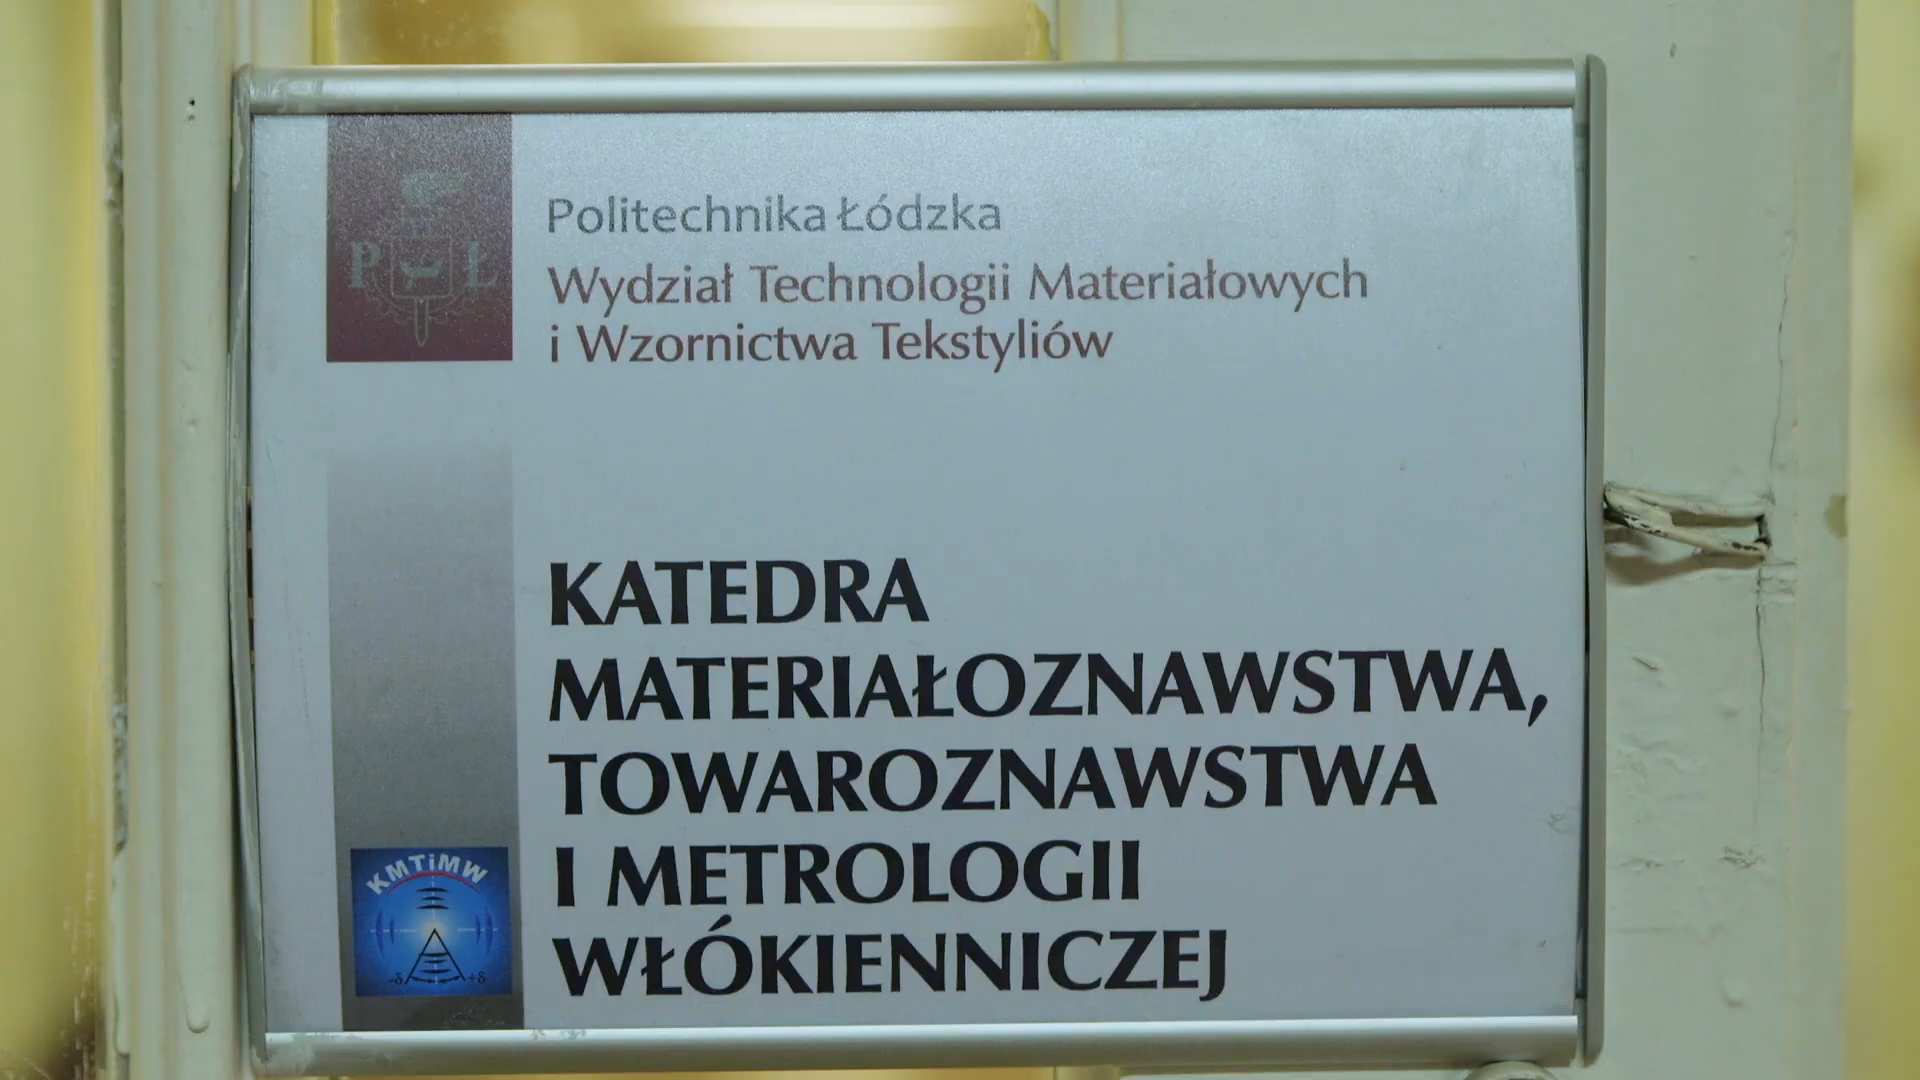 P Ł
Politechnika Łódzka
Wydział Technologii Materiałowych
i Wzornictwa Tekstyliów
KATEDRA
MATERIAŁOZNAWSTWA,
TOWAROZNAWSTWA
I METROLOGII
WŁÓKIENNICZEJ
KMTiMW
-δ +δ